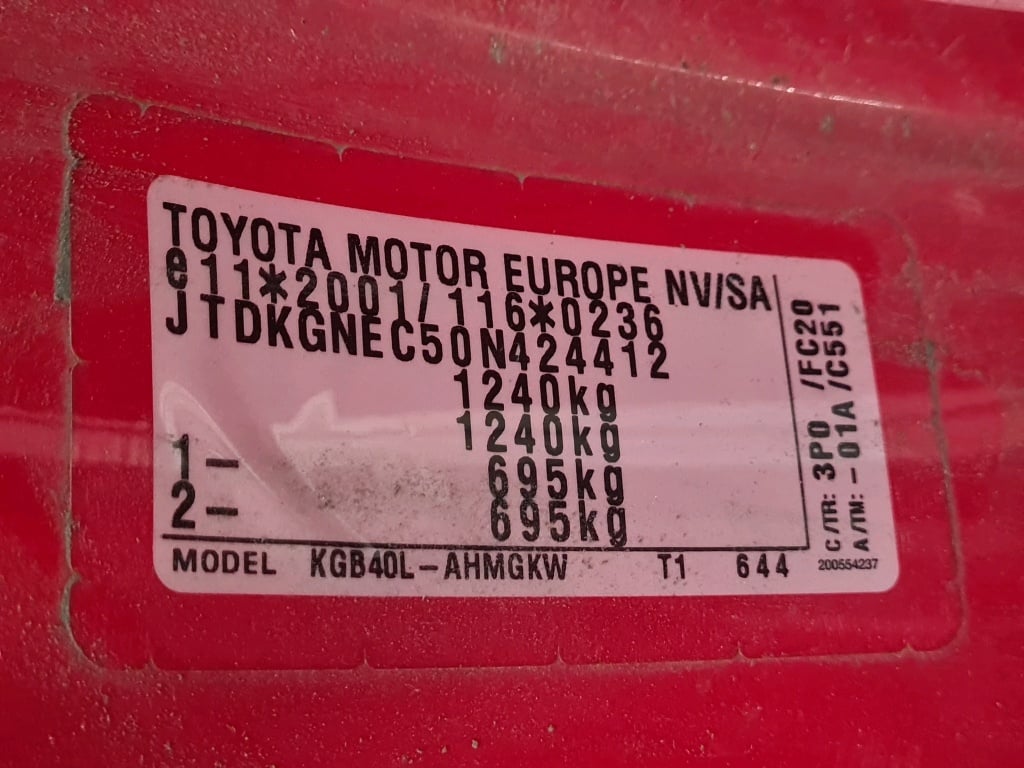 TOYOTA MOTOR EUROPE NV/SA
e11*2001/116*0236
JTDKGNEC50N424412
1240kg
1240kg
1- 695kg
2- 695kg
C/TR: 3P0 /FC20
A/TM: -01A /C551
MODEL KGB40L-AHMGKW T1 644
200554237